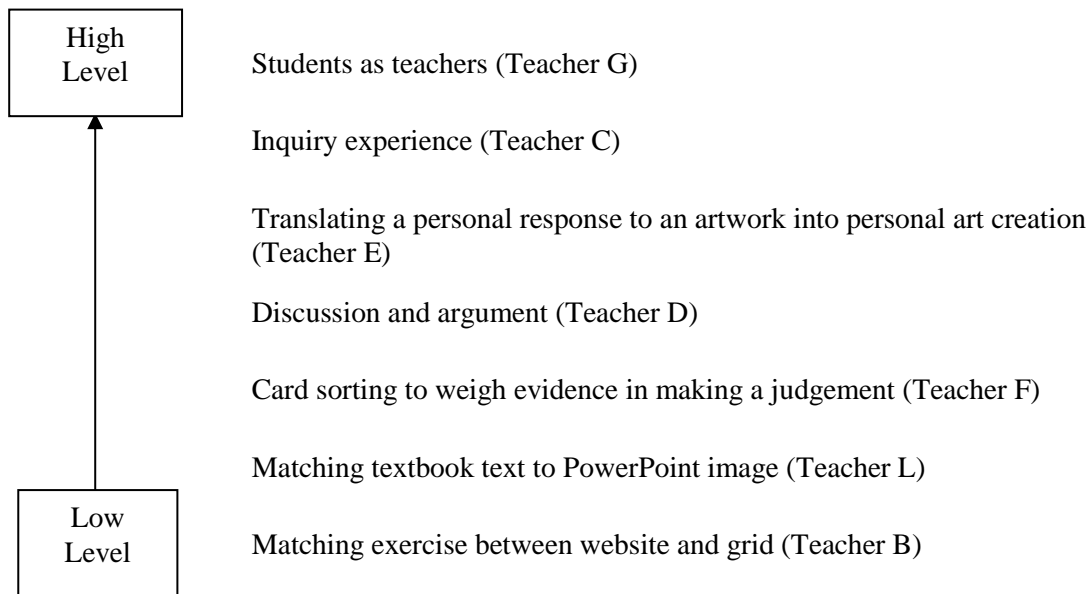 High
Level
Students as teachers (Teacher G)
Inquiry experience (Teacher C)
Translating a personal response to an artwork into personal art creation
(Teacher E)
Discussion and argument (Teacher D)
Card sorting to weigh evidence in making a judgement (Teacher F)
Matching textbook text to PowerPoint image (Teacher L)
Low
Level
Matching exercise between website and grid (Teacher B)